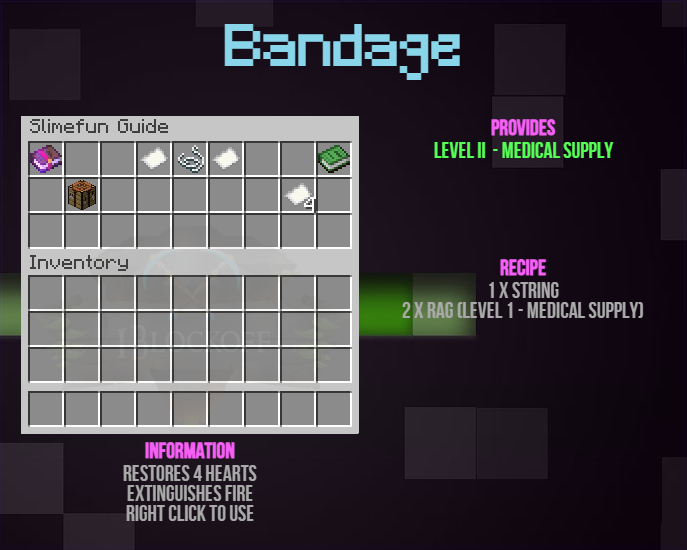 Bandage
Slimefun Guide
PROVIDES
LEVEL II - MEDICAL SUPPLY
4
Inventory
RECIPE
1 X STRING
2 X RAG (LEVEL 1 - MEDICAL SUPPLY)
INFORMATION
RESTORES 4 HEARTS
EXTINGUISHES FIRE
RIGHT CLICK TO USE